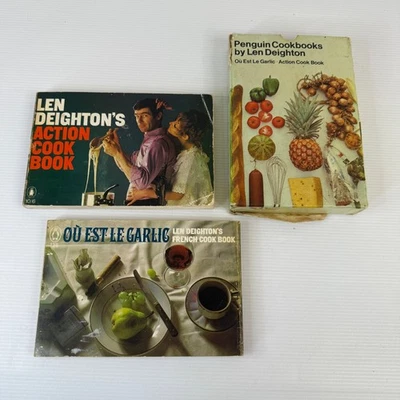 LEN
DEIGHTON'S
ACTION
COOK
BOOK
Penguin Cookbooks
by Len Deighton
Où Est Le Garlic · Action Cook Book
OÙ EST LE GARLIC
LEN DEIGHTON'S
FRENCH COOK BOOK